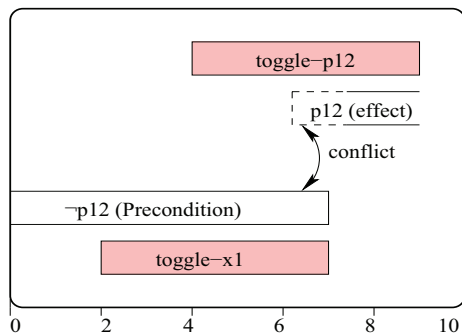 toggle−p12
p12 (effect)
conflict
¬p12 (Precondition)
toggle−x1
0 2 4 6 8 10